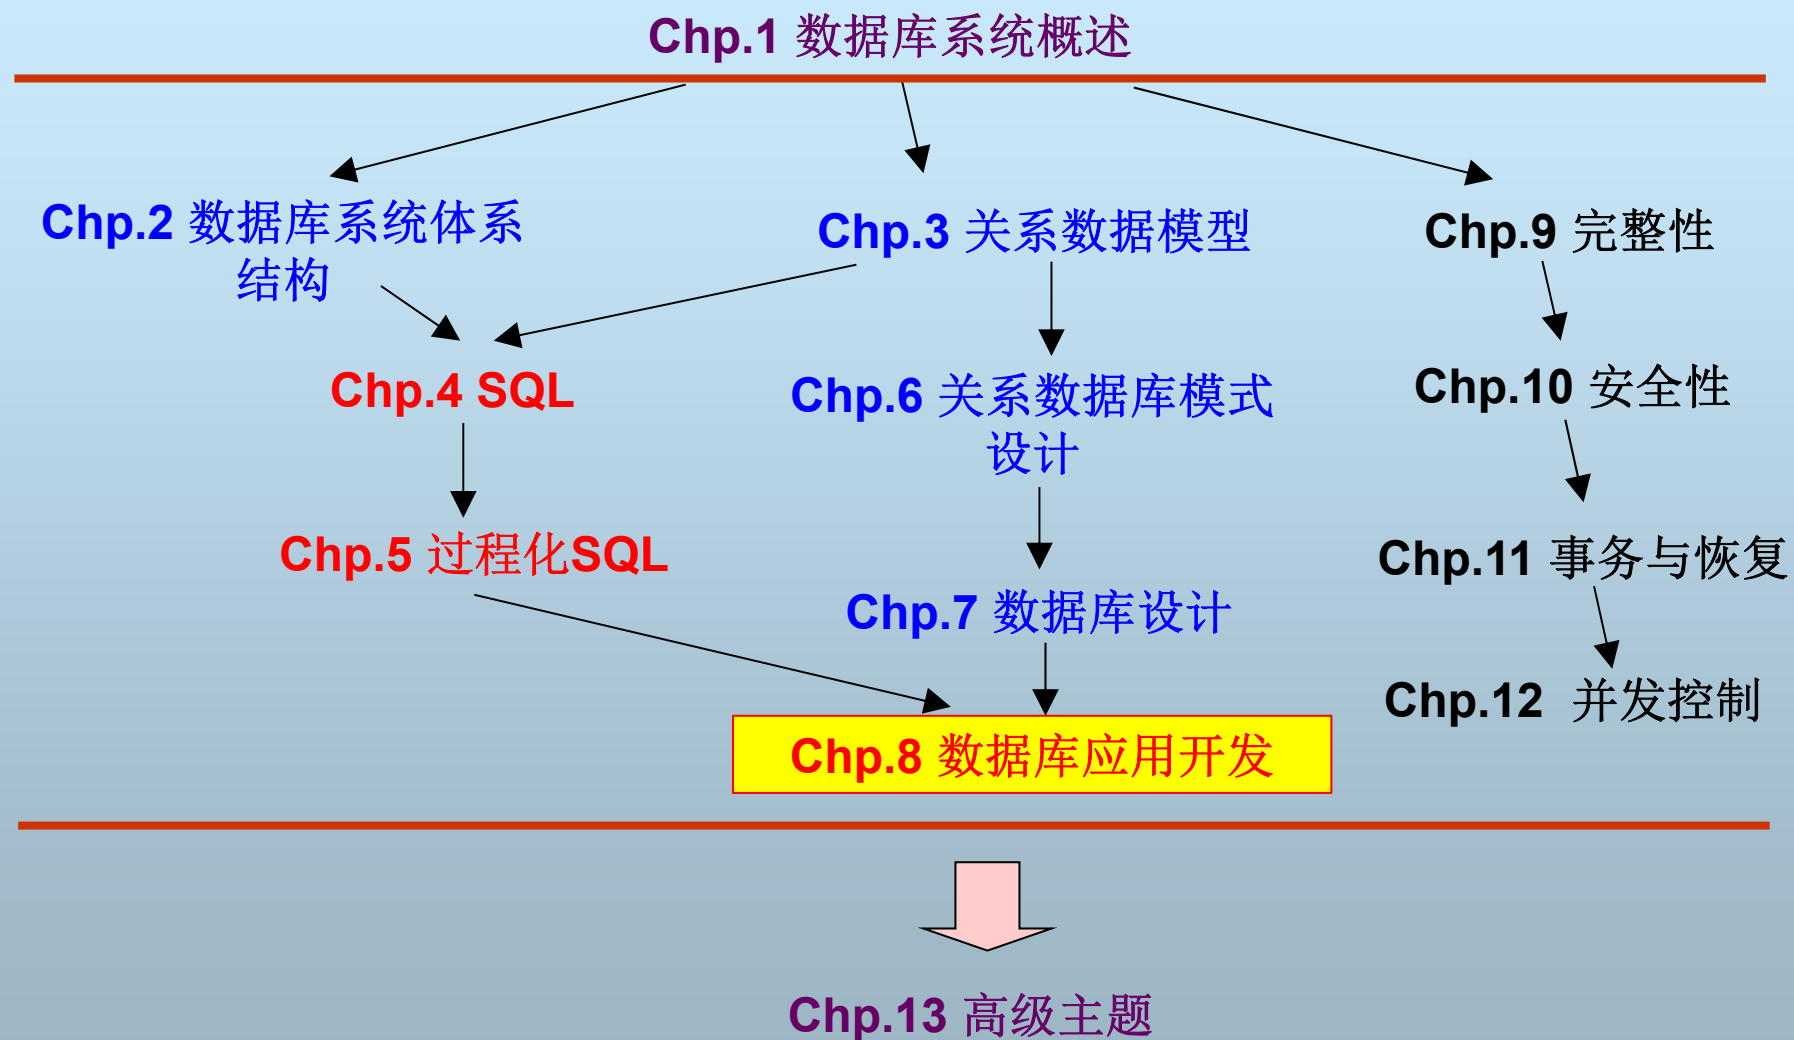 Chp.1 数据库系统概述
Chp.2 数据库系统体系
结构
Chp.3 关系数据模型
Chp.9 完整性
Chp.4 SQL
Chp.6 关系数据库模式
设计
Chp.10 安全性
Chp.5 过程化SQL
Chp.7 数据库设计
Chp.11 事务与恢复
Chp.8 数据库应用开发
Chp.12 并发控制
Chp.13 高级主题